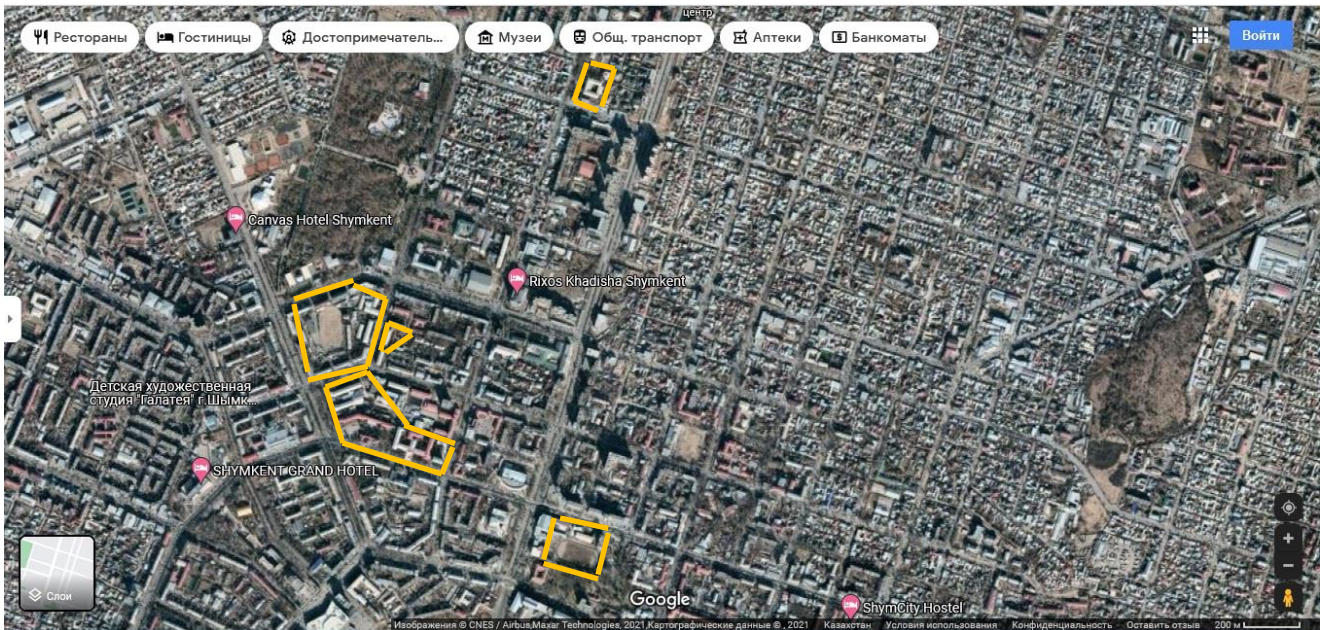 центр
Рестораны
Гостиницы
Достопримечатель...
Музеи
Общ. транспорт
Аптеки
Банкоматы
Войти
Canvas Hotel Shymkent
Rixos Khadisha Shymkent
Детская художественная
студия "Галатея" г.Шымк...
SHYMKENT GRAND HOTEL
Слои
Google
ShymCity Hostel
Изображения © CNES / Airbus,Maxar Technologies, 2021,Картографические данные © , 2021 Казахстан Условия использования Конфиденциальность Оставить отзыв 200 м